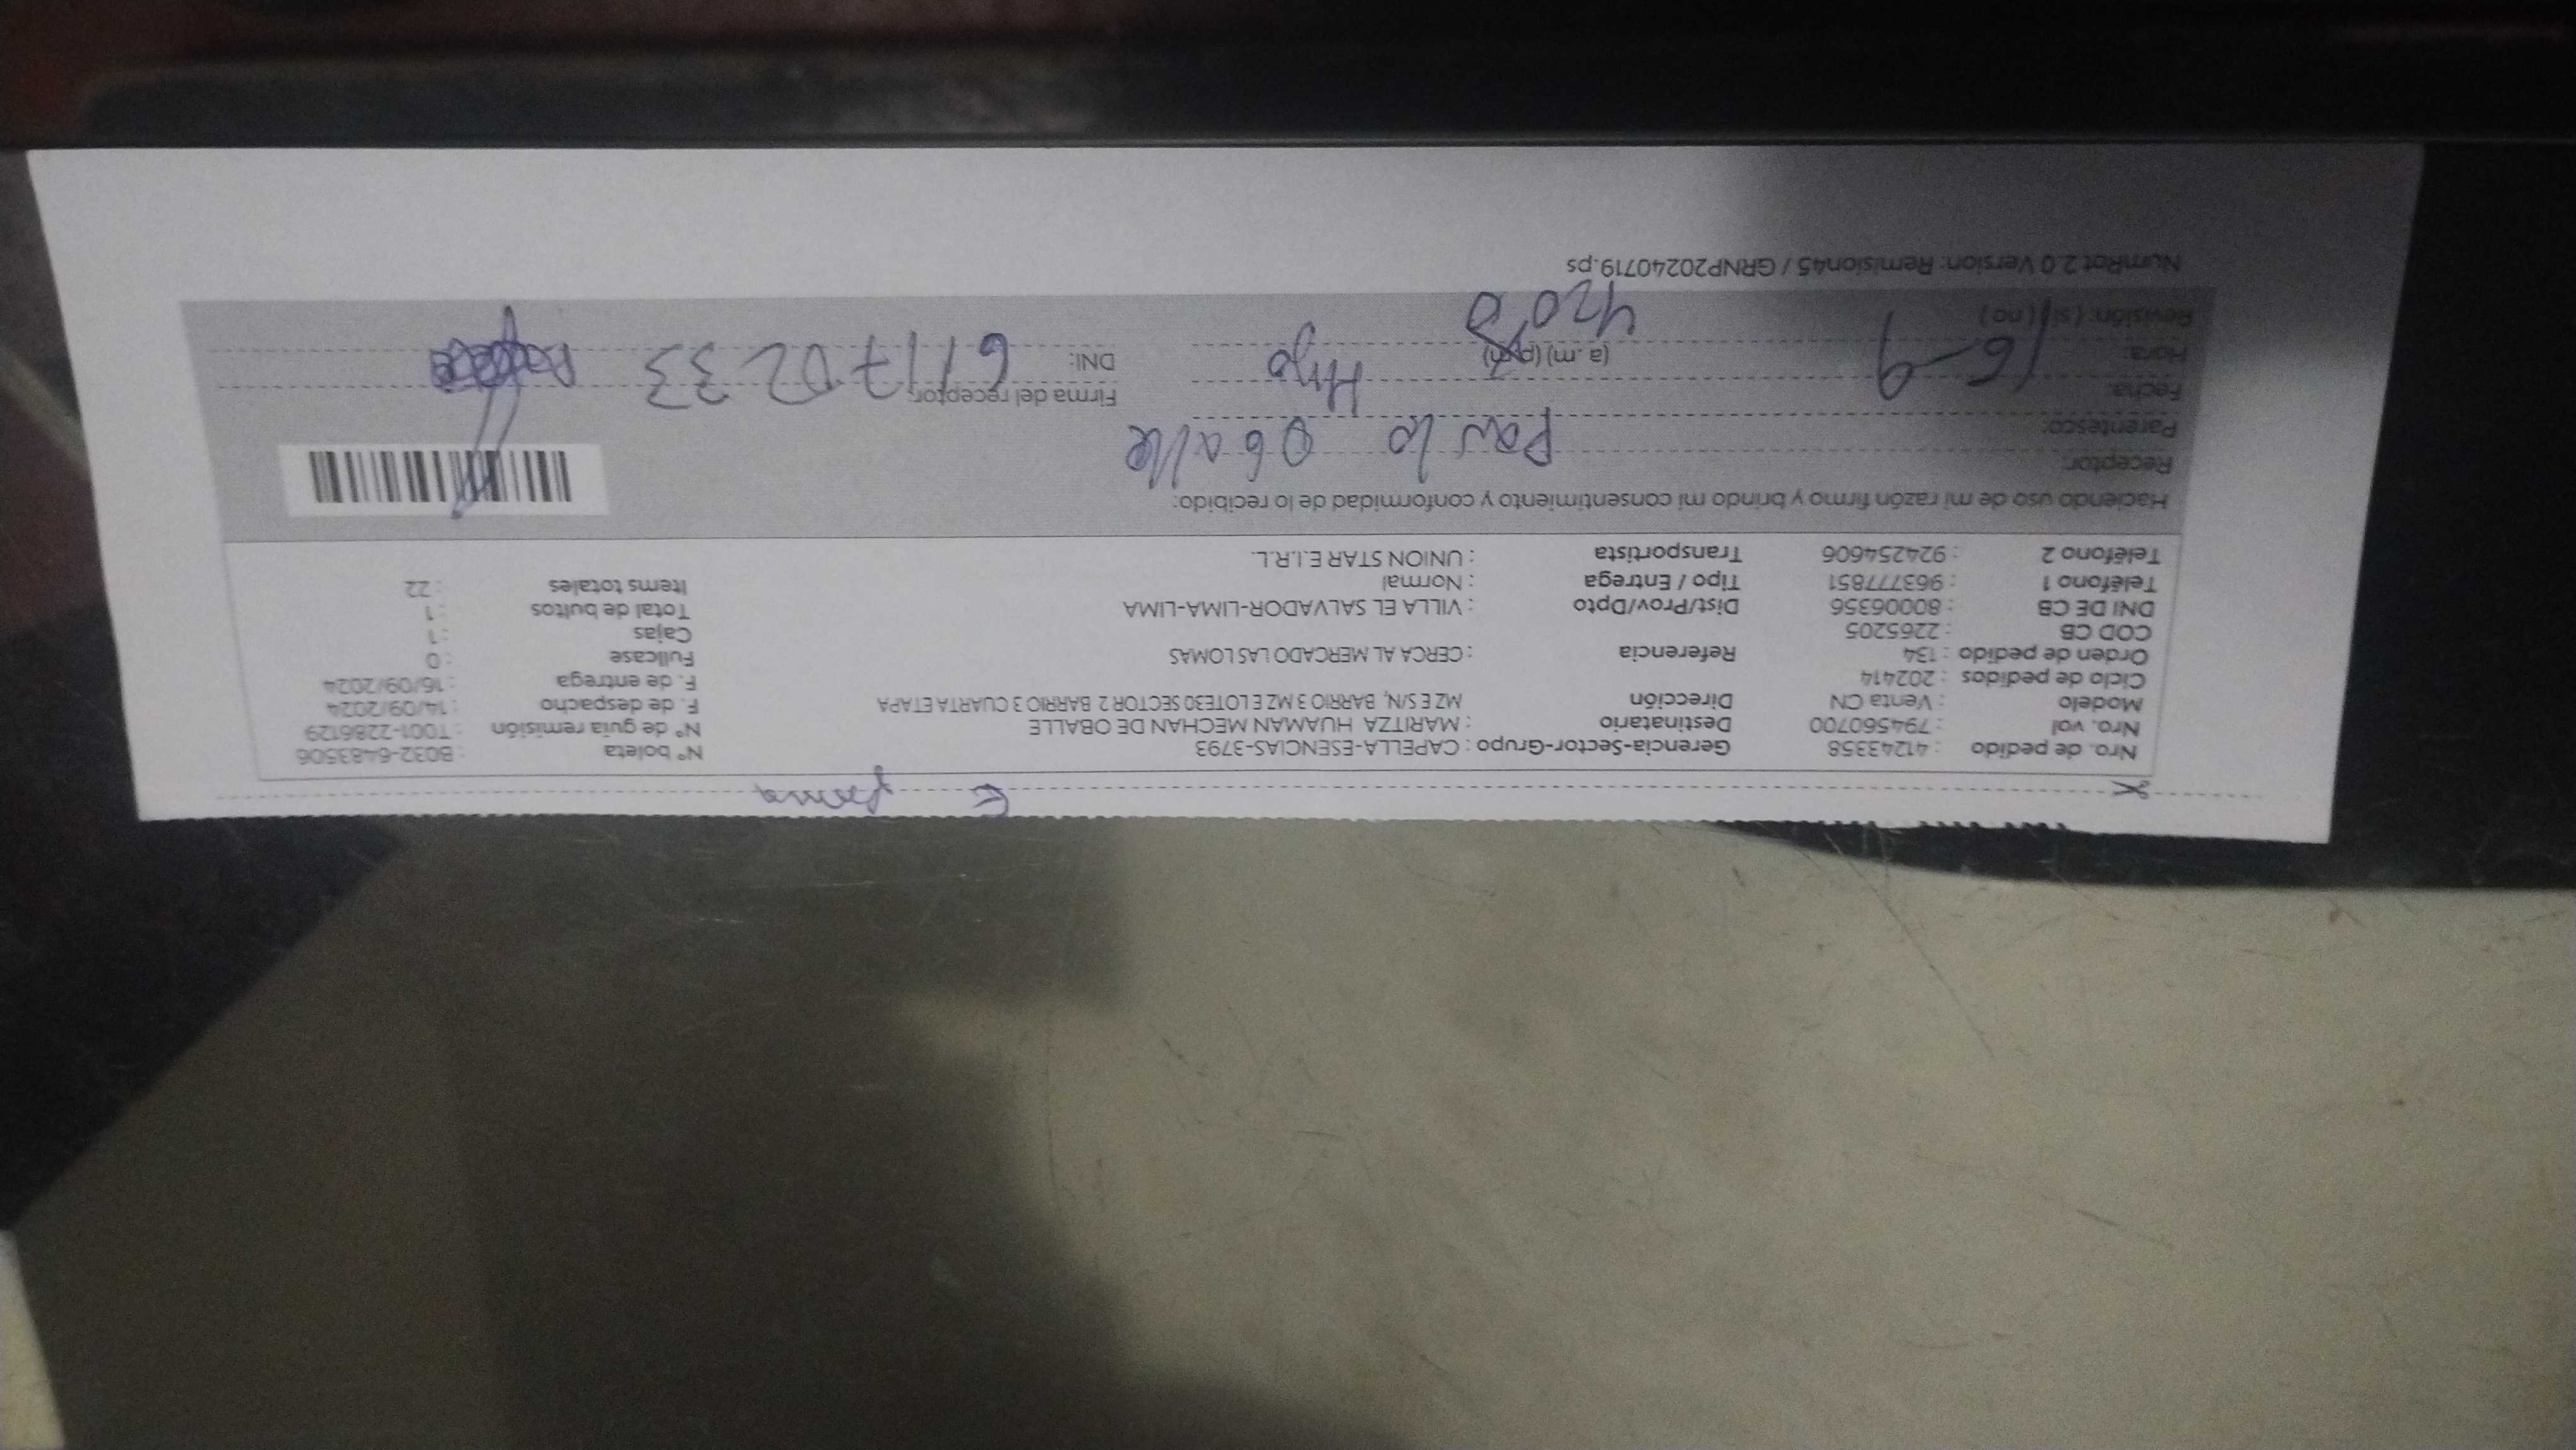 E
Nro. de pedido : 41243358 Gerencia-Sector-Grupo : CAPELLA-ESENCIAS-3793 N° boleta : B032-6483506
Nro. vol : 794560700 Destinatario : MARITZA HUAMAN MECHAN DE OBALLE N° de guía remisión : T001-2286129
Modelo : Venta CN Dirección MZ E S/N, BARRIO 3 MZ E LOTE30 SECTOR 2 BARRIO 3 CUARTA ETAPA F. de despacho : 14/09/2024
Ciclo de pedidos : 202414 F. de entrega : 16/09/2024
Orden de pedido : 134 Referencia : CERCA AL MERCADO LAS LOMAS Fullcase : 0
COD CB : 2265205 Cajas : 1
DNI DE CB : 80006356 Dist/Prov/Dpto : VILLA EL SALVADOR-LIMA-LIMA Total de bultos : 1
Teléfono 1 : 963777851 Tipo / Entrega : Normal Items totales : 22
Teléfono 2 : 924254606 Transportista : UNION STAR E.I.R.L.
Haciendo uso de mi razón firmo y brindo mi consentimiento y conformidad de lo recibido:
Receptor: Pavlo Oballe
Parentesco: Hijo
Fecha: 16-9 Firma del receptor:
Hora: (a.m) (p.m) DNI: 61170233
Revisión: (si) (no)
NumRot 2.0 Version: Remision45 / GRNP20240719.ps